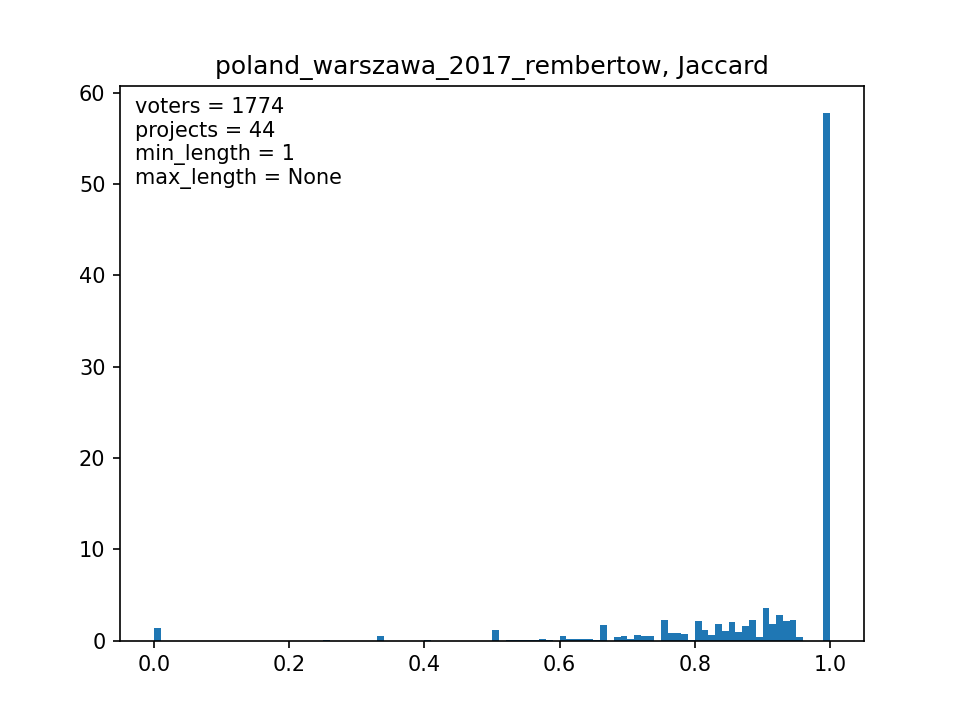 poland_warszawa_2017_rembertow, Jaccard
voters = 1774
projects = 44
min_length = 1
max_length = None
60
50
40
30
20
10
0
0.0 0.2 0.4 0.6 0.8 1.0